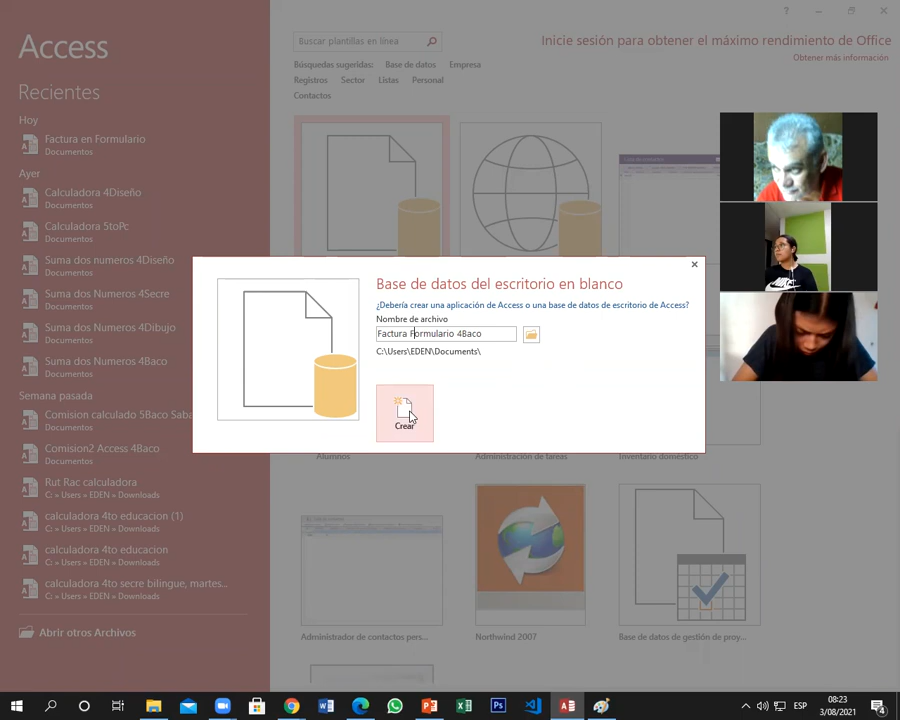 Access
Recientes
Hoy
Factura en Formulario
Documentos
Ayer
Calculadora 4Diseño
Documentos
Calculadora 5toPc
Documentos
Suma dos numeros 4Diseño
Documentos
Suma dos Numeros 4Secre
Documentos
Suma dos Numeros 4Dibujo
Documentos
Suma dos Numeros 4Baco
Documentos
Semana pasada
Comision calculado 5Baco Saba
Documentos
Comision2 Access 4Baco
Documentos
Rut Rac calculadora
C: » Users » EDEN » Downloads
calculadora 4to educacion (1)
C: » Users » EDEN » Downloads
calculadora 4to educacion
C: » Users » EDEN » Downloads
calculadora 4to secre bilingue, martes...
C: » Users » EDEN » Downloads
Abrir otros Archivos
?
Buscar plantillas en línea
Inicie sesión para obtener el máximo rendimiento de Office
Obtener más información
Búsquedas sugeridas: Base de datos Empresa
Registros Sector Listas Personal
Contactos
Base de datos del escritorio en blanco
¿Debería crear una aplicación de Access o una base de datos de escritorio de Access?
Nombre de archivo
Factura Formulario 4Baco
C:\Users\EDEN\Documents\
Crear
Alumnos
Administración de tareas
Inventario doméstico
Administrador de contactos pers...
Northwind 2007
Base de datos de gestión de proy...
ESP
08:23
3/08/2021
4